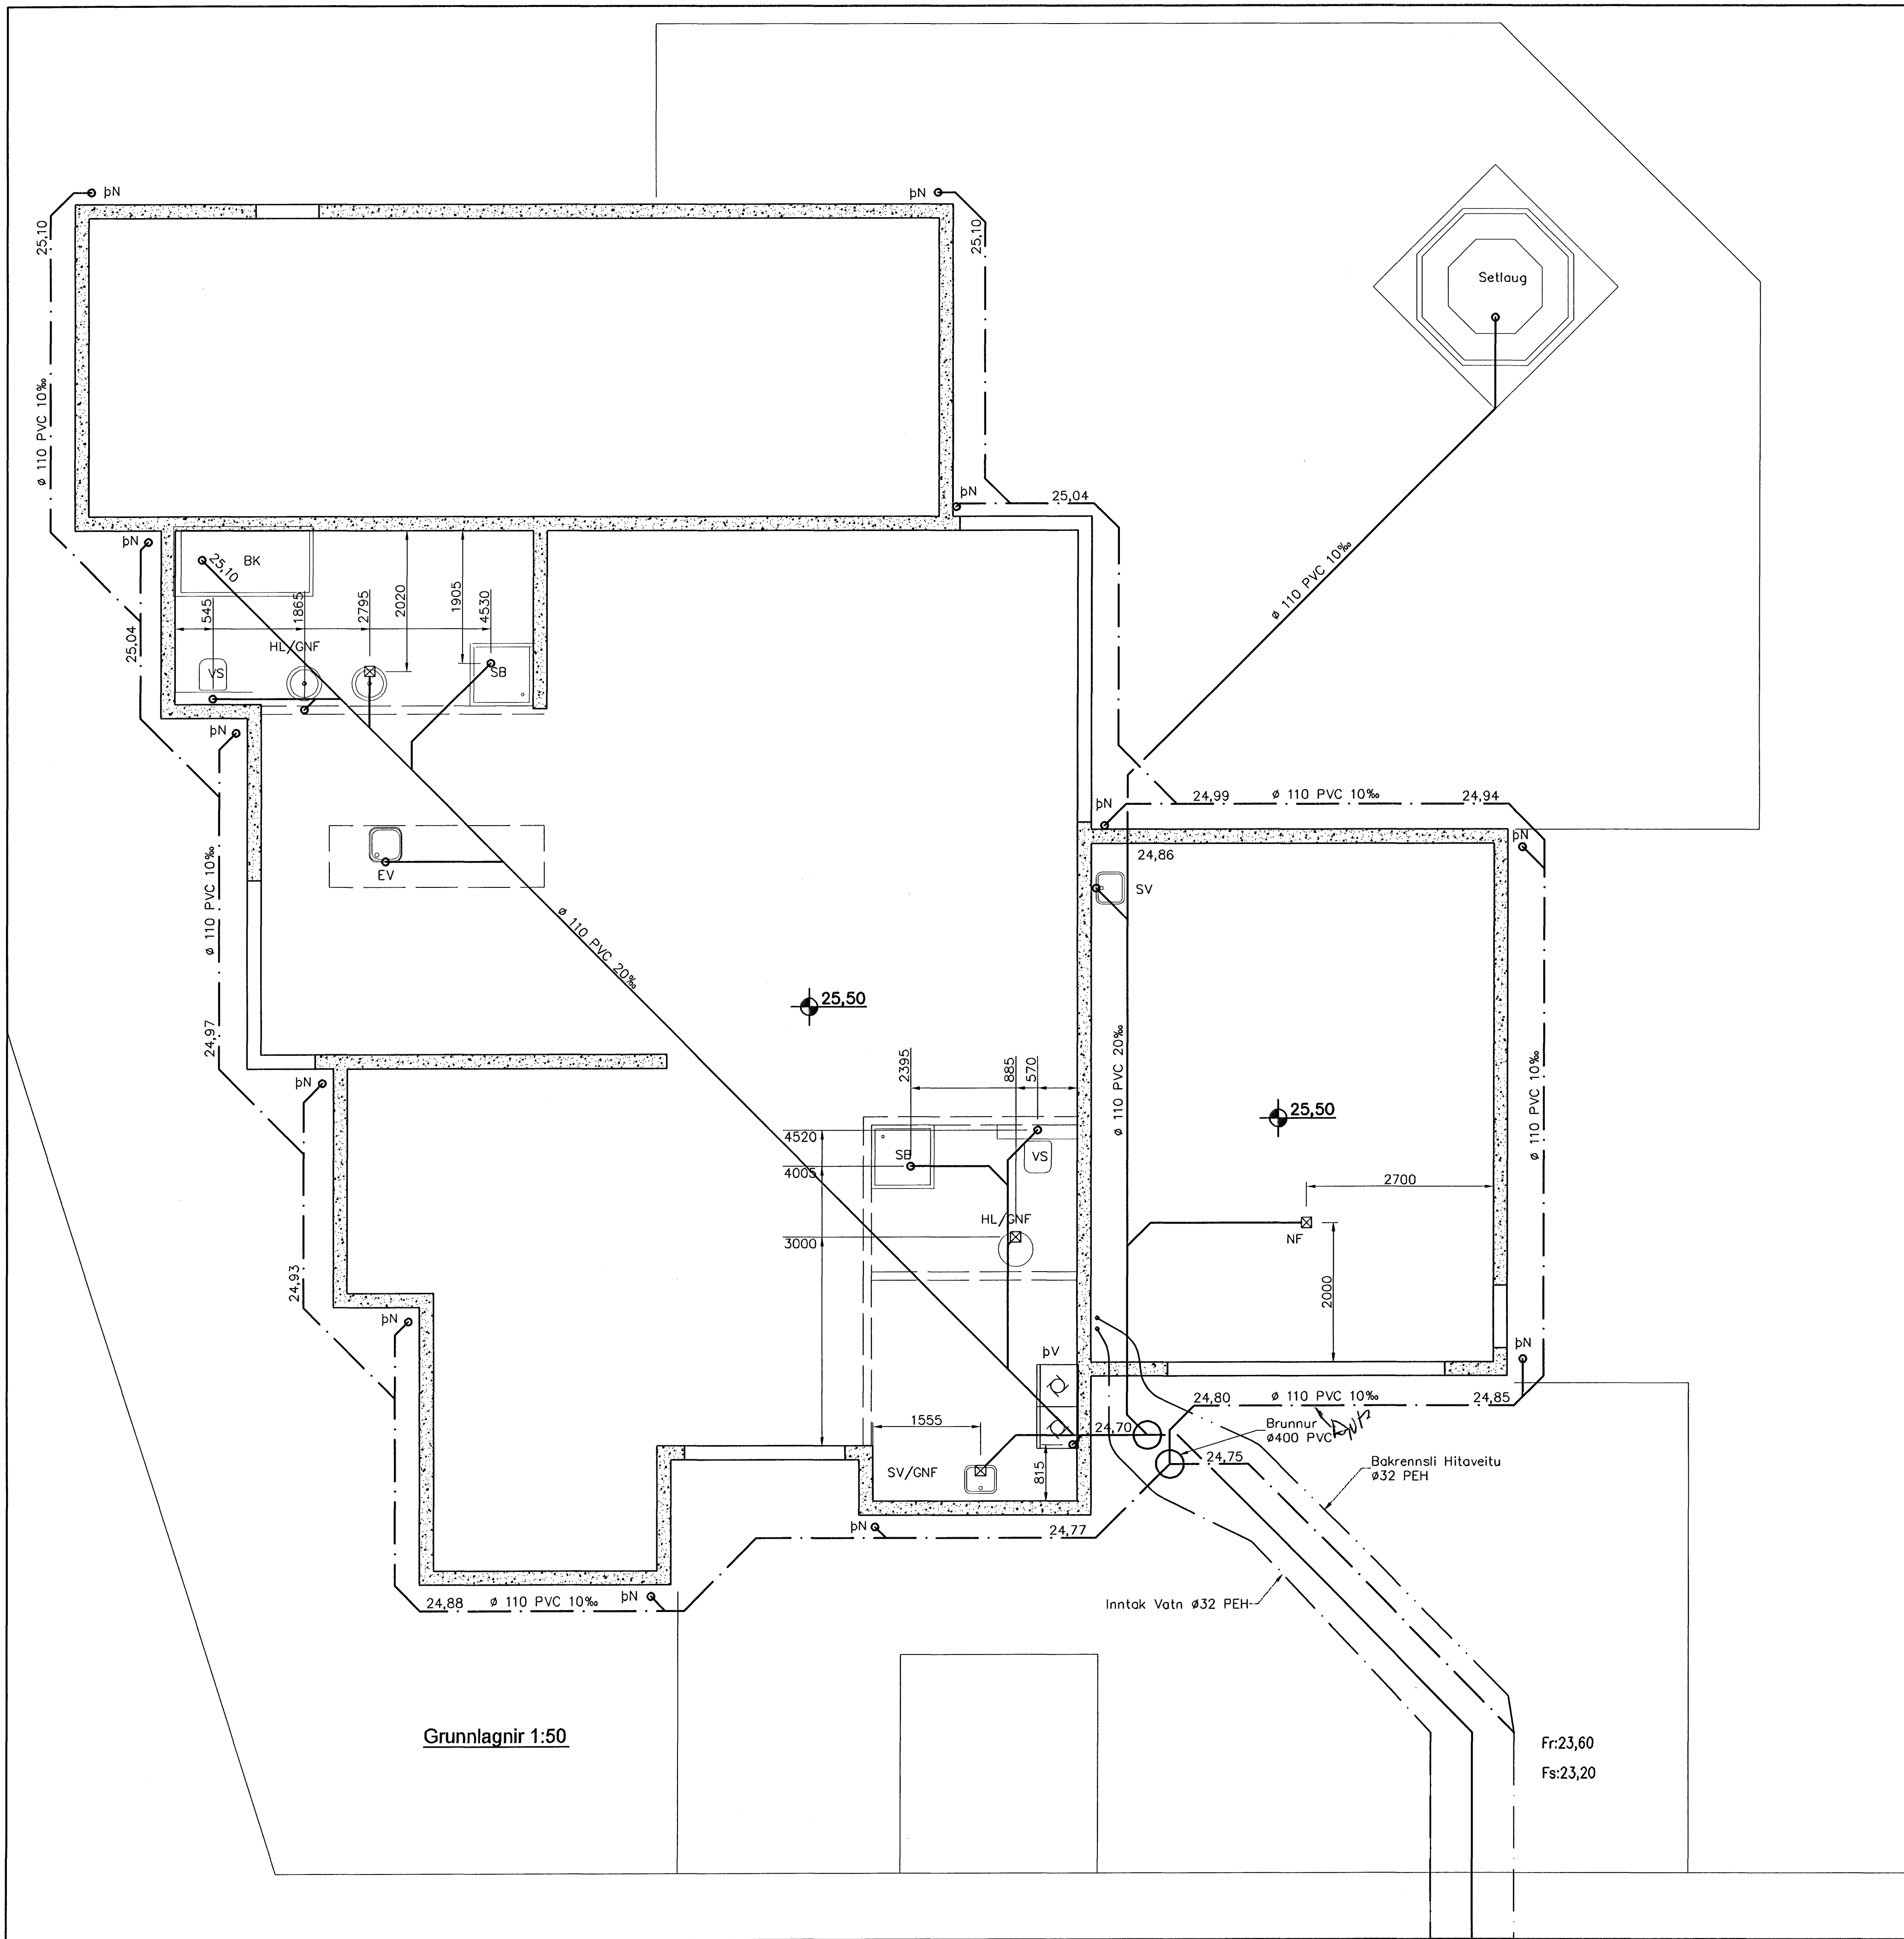 þN
þN
25,10
25,10
Setlaug
ø 110 PVC 10‰
þN
25,04
þN
BK
25,10
545
1865
2795
2020
1905
4530
ø 110 PVC 10‰
25,04
HL/GNF
VS
SB
þN
24,99
ø 110 PVC 10‰
24,94
þN
þN
24,86
EV
SV
ø 110 PVC 10‰
ø 110 PVC 20‰
25,50
24,97
2395
885
570
ø 110 PVC 20‰
25,50
ø 110 PVC 10‰
þN
4520
SB
VS
4005
2700
HL/GNF
3000
NF
24,93
2000
þN
þV
þN
24,80
ø 110 PVC 10‰
24,85
1555
24,70
Brunnur
ø400 PVC
24,75
Bakrennsli Hitaveitu
ø32 PEH
SV/GNF
815
þN
24,77
24,88
ø 110 PVC 10‰
þN
Inntak Vatn ø32 PEH
Grunnlagnir 1:50
Fr:23,60
Fs:23,20